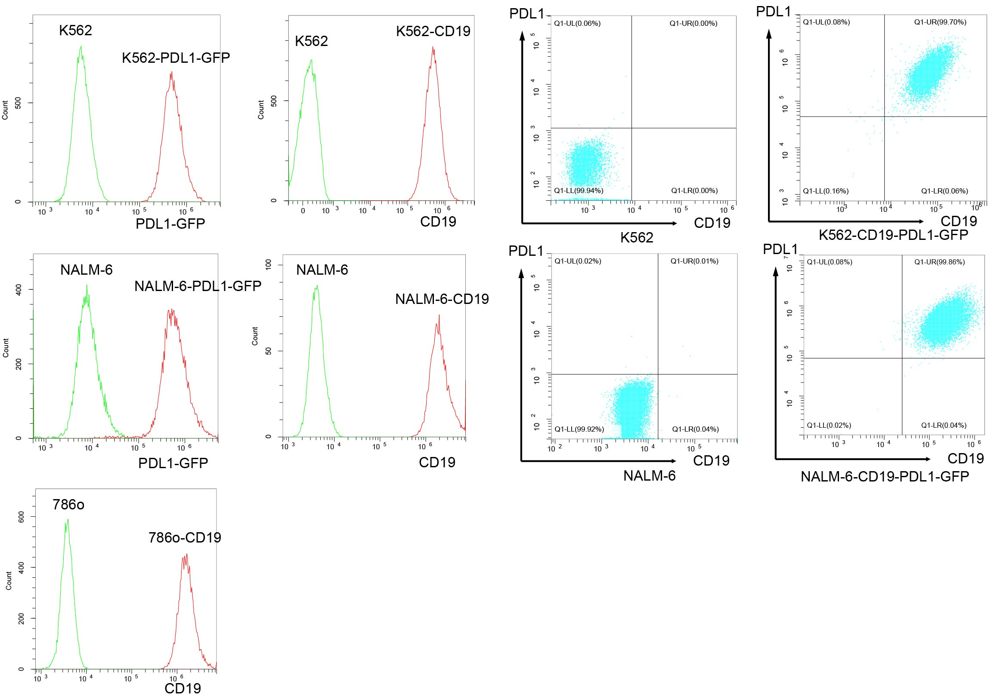 K562
K562-PDL1-GFP
Count
500
0
10 3
10 4
10 5
10 6
PDL1-GFP
K562
K562-CD19
Count
500
0
0
10 3
10 4
10 5
10 6
CD19
PDL1
Q1-UL(0.06%)
Q1-UR(0.00%)
10 5
10 4
10 3
10 2
Q1-LL(99.94%)
Q1-LR(0.00%)
10 3
10 4
10 5
10 6
CD19
K562
PDL1
Q1-UL(0.08%)
Q1-UR(99.70%)
10 6
10 5
10 4
10 3
Q1-LL(0.16%)
Q1-LR(0.06%)
10 3
10 4
10 5
10 6
CD19
K562-CD19-PDL1-GFP
NALM-6
NALM-6-PDL1-GFP
Count
400
200
0
10 3
10 4
10 5
10 6
PDL1-GFP
NALM-6
NALM-6-CD19
Count
100
50
0
10 3
10 4
10 5
10 6
CD19
PDL1
Q1-UL(0.02%)
Q1-UR(0.01%)
10 5
10 4
10 3
10 2
Q1-LL(99.92%)
Q1-LR(0.04%)
10 2
10 3
10 4
10 5
CD19
NALM-6
PDL1
Q1-UL(0.08%)
Q1-UR(99.86%)
10 7
10 6
10 5
10 4
Q1-LL(0.02%)
Q1-LR(0.04%)
10 3
10 4
10 5
10 6
CD19
NALM-6-CD19-PDL1-GFP
786o
786o-CD19
Count
600
400
200
0
10 3
10 4
10 5
10 6
CD19